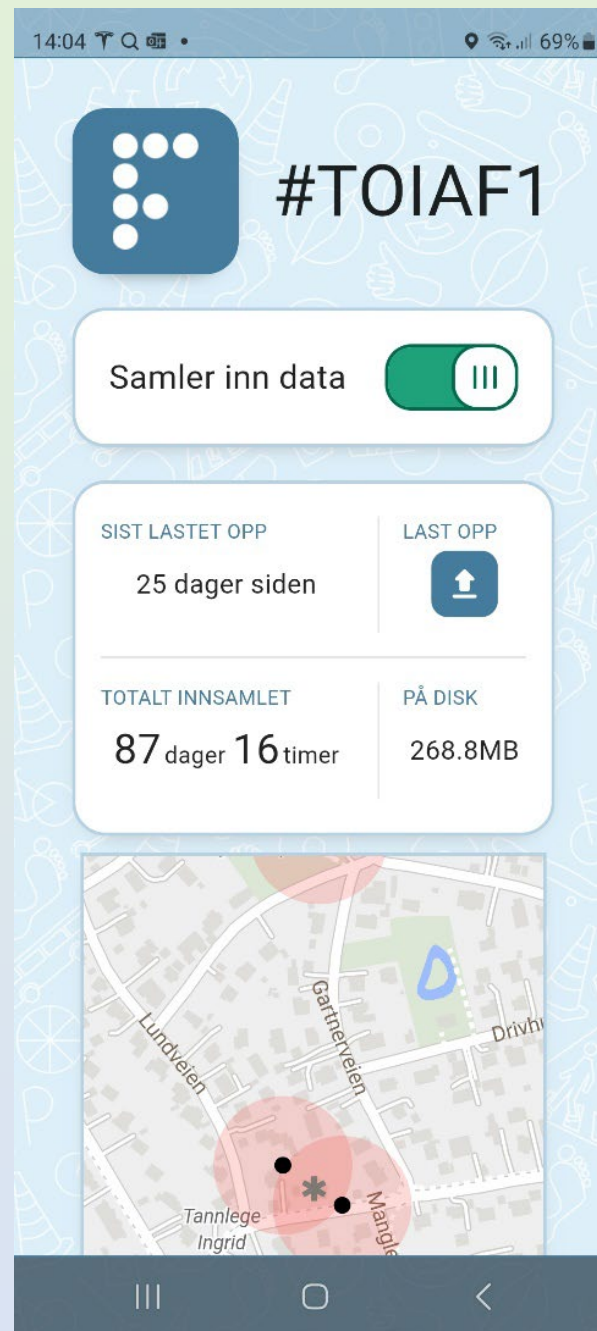 14:04
69%
#TOIAF1
Samler inn data
SIST LASTET OPP
LAST OPP
25 dager siden
TOTALT INNSAMLET
PÅ DISK
87 dager 16 timer
268.8MB
Gartnerveien
Lundveien
Drivhu
Tannlege
Ingrid
Mangle